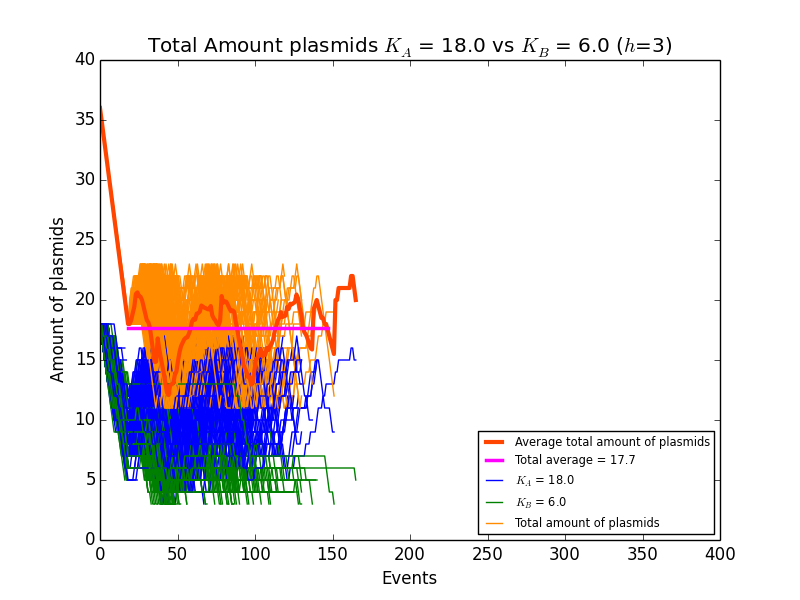 Total Amount plasmids K_A = 18.0 vs K_B = 6.0 (h=3)
40
35
30
25
20
15
10
5
0
Amount of plasmids
Average total amount of plasmids
Total average = 17.7
K_A = 18.0
K_B = 6.0
Total amount of plasmids
0 50 100 150 200 250 300 350 400
Events